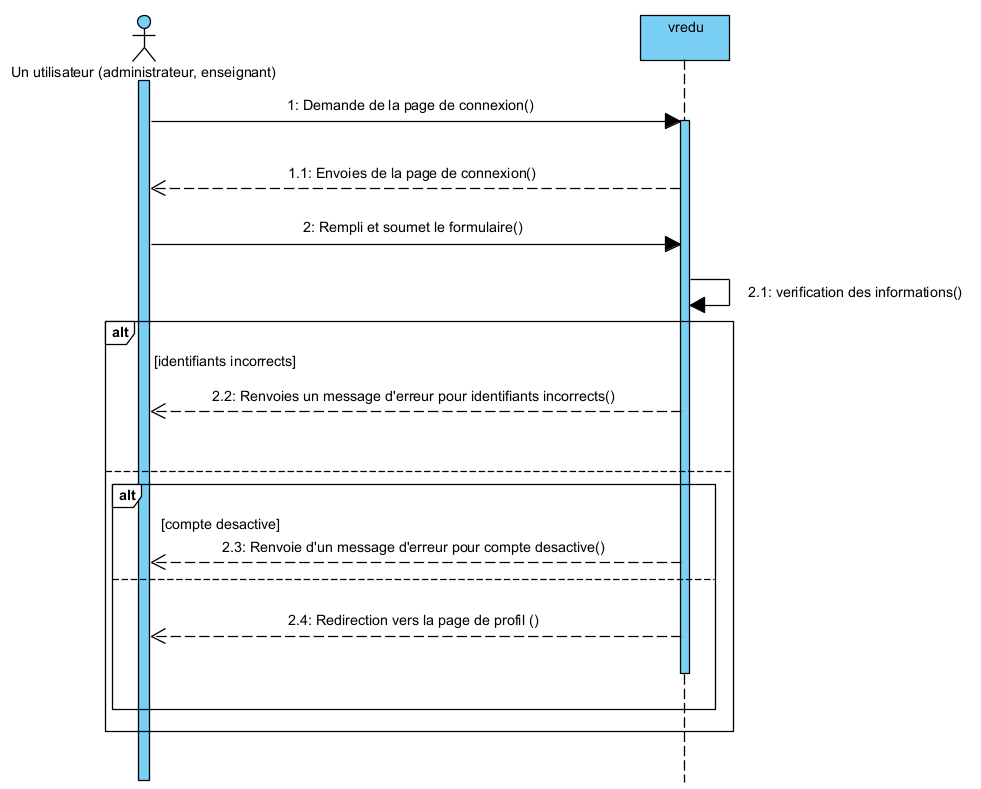 vredu
Un utilisateur (administrateur, enseignant)
1: Demande de la page de connexion()
1.1: Envoies de la page de connexion()
2: Rempli et soumet le formulaire()
2.1: verification des informations()
alt
[identifiants incorrects]
2.2: Renvoies un message d'erreur pour identifiants incorrects()
alt
[compte desactive]
2.3: Renvoie d'un message d'erreur pour compte desactive()
2.4: Redirection vers la page de profil ()